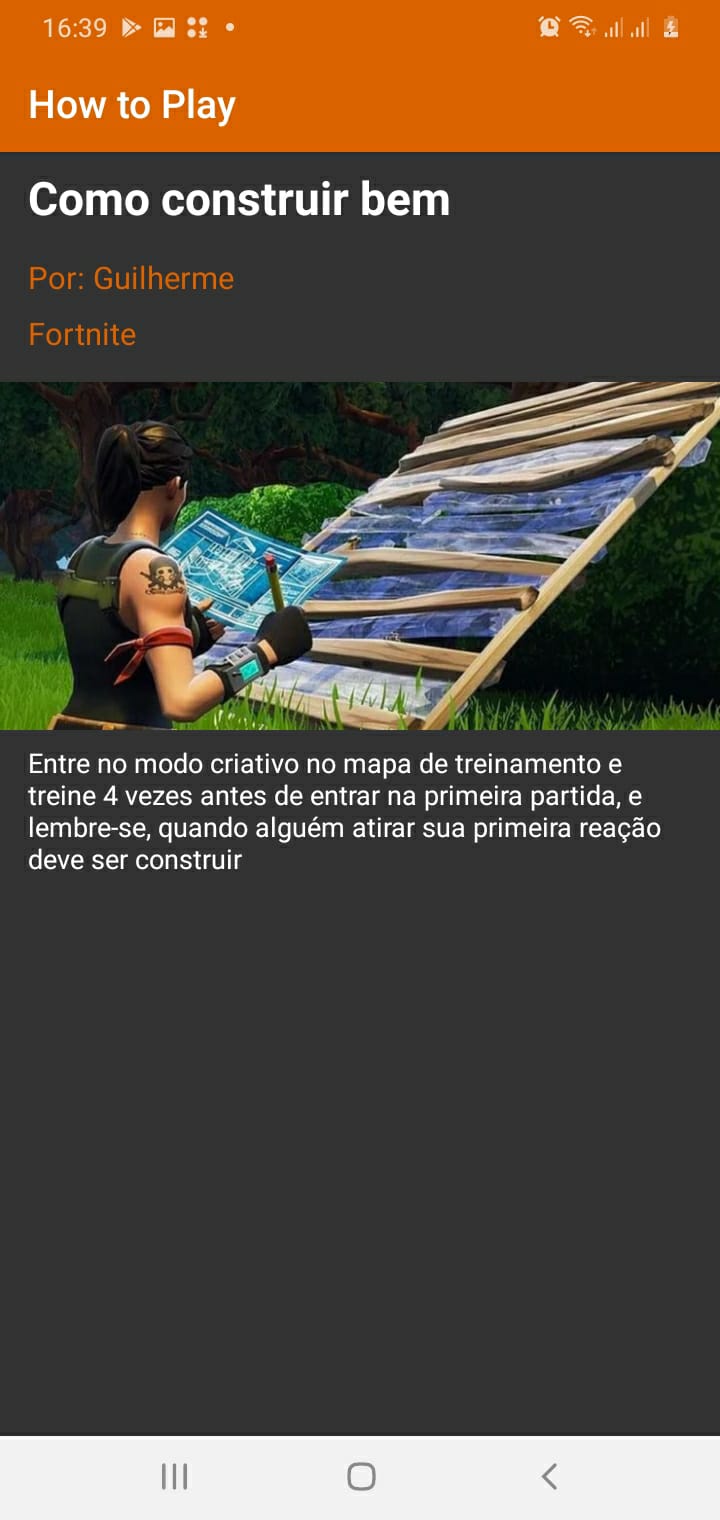 16:39
How to Play
Como construir bem
Por: Guilherme
Fortnite
Entre no modo criativo no mapa de treinamento e
treine 4 vezes antes de entrar na primeira partida, e
lembre-se, quando alguém atirar sua primeira reação
deve ser construir